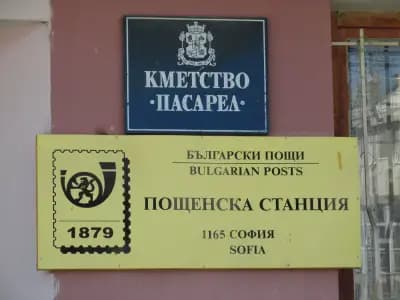 КМЕТСТВО
·ПАСАРЕЛ·
БЪЛГАРСКИ ПОЩИ
BULGARIAN POSTS
ПОЩЕНСКА СТАНЦИЯ
1165 СОФИЯ
SOFIA
1879